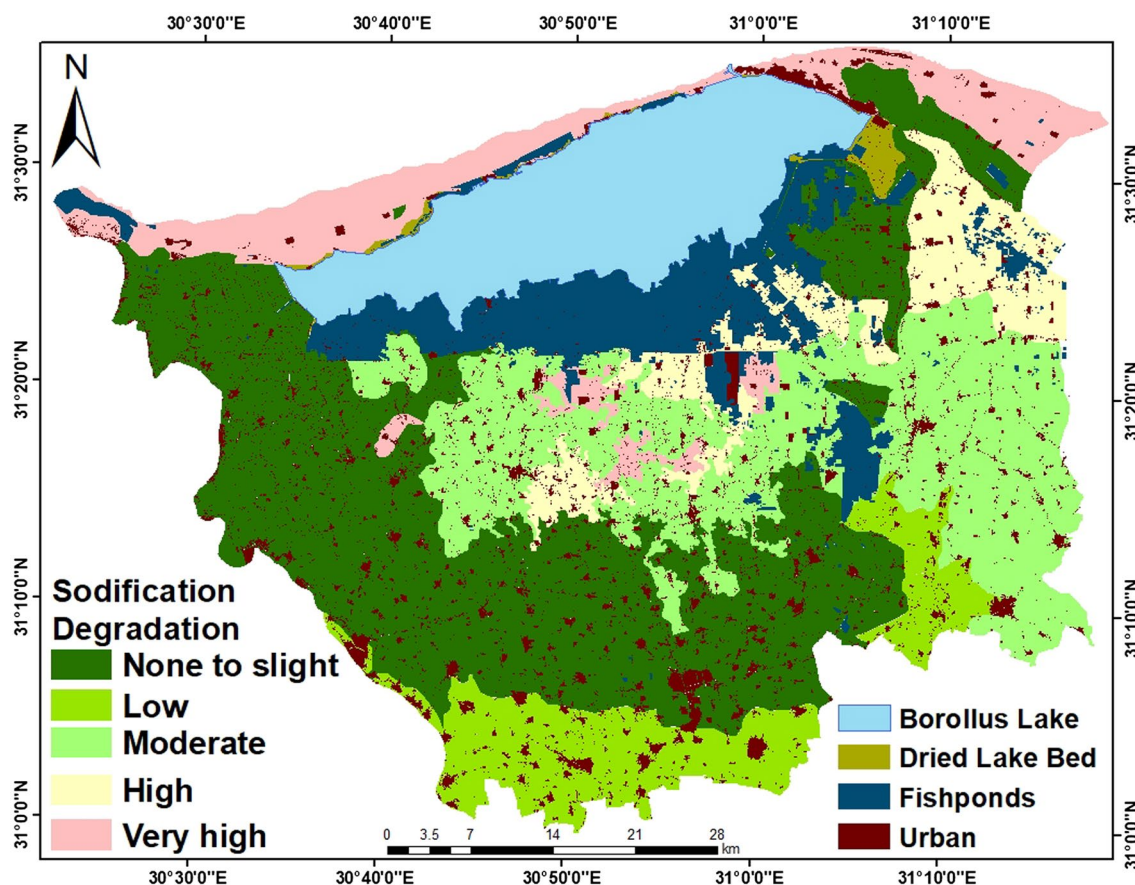 30°30'0"E 30°40'0"E 30°50'0"E 31°0'0"E 31°10'0"E
N
31°30'0"N
31°30'0"N
31°20'0"N
31°20'0"N
31°10'0"N
31°10'0"N
31°0'0"N
31°0'0"N
Sodification
Degradation
None to slight
Low
Moderate
High
Very high
Borollus Lake
Dried Lake Bed
Fishponds
Urban
0 3.5 7 14 21 28
km
30°30'0"E 30°40'0"E 30°50'0"E 31°0'0"E 31°10'0"E